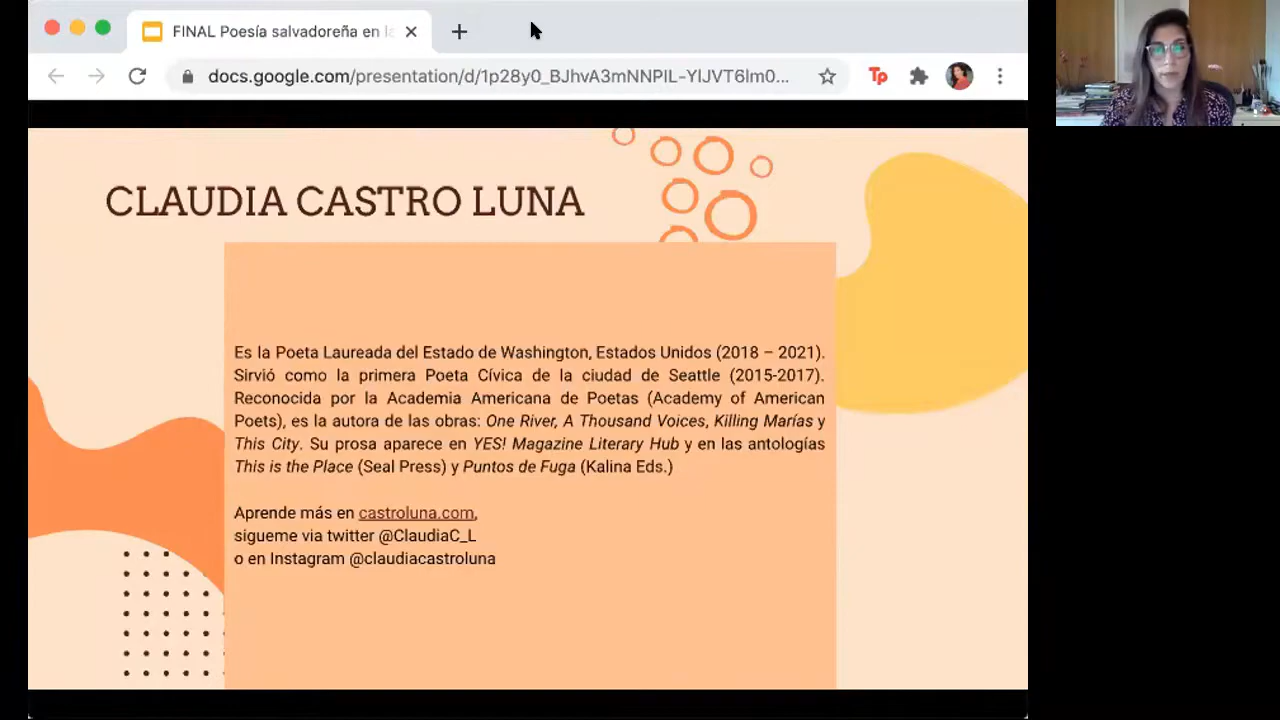 FINAL Poesía salvadoreña en la
docs.google.com/presentation/d/1p28y0_BJhvA3mNNPIL-YlJVT6lm0...
Tp
CLAUDIA CASTRO LUNA
Es la Poeta Laureada del Estado de Washington, Estados Unidos (2018 – 2021).
Sirvió como la primera Poeta Cívica de la ciudad de Seattle (2015-2017).
Reconocida por la Academia Americana de Poetas (Academy of American
Poets), es la autora de las obras: One River, A Thousand Voices, Killing Marías y
This City. Su prosa aparece en YES! Magazine Literary Hub y en las antologías
This is the Place (Seal Press) y Puntos de Fuga (Kalina Eds.)
Aprende más en castroluna.com,
sigueme via twitter @ClaudiaC_L
o en Instagram @claudiacastroluna